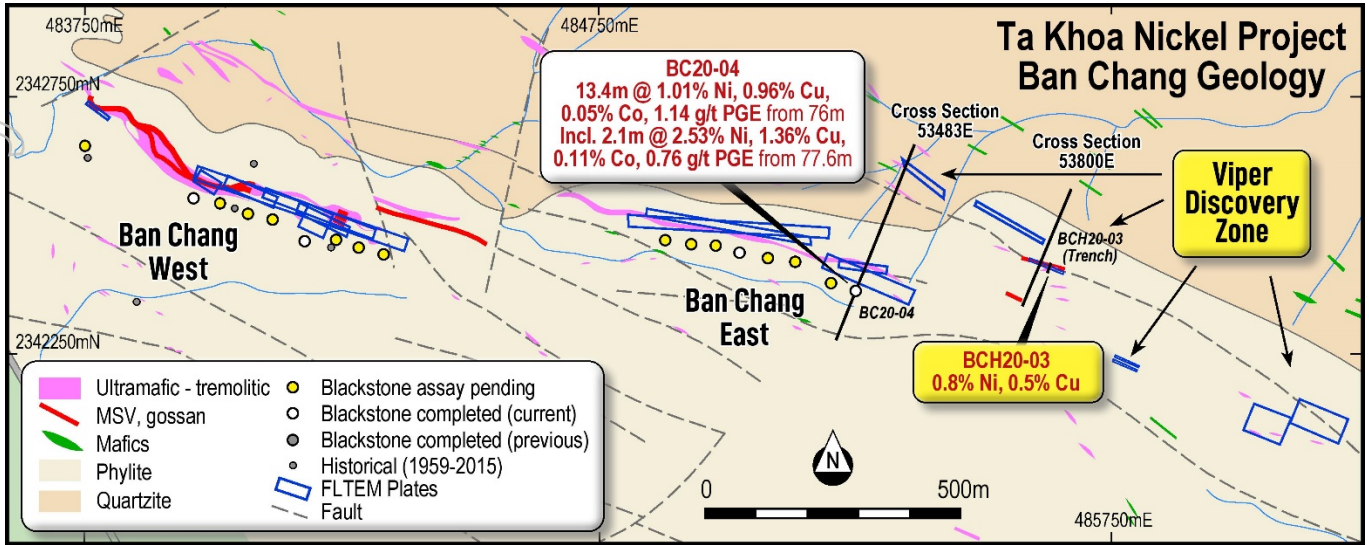 483750mE
484750mE
Ta Khoa Nickel Project
Ban Chang Geology
2342750mN
BC20-04
13.4m @ 1.01% Ni, 0.96% Cu,
0.05% Co, 1.14 g/t PGE from 76m
Incl. 2.1m @ 2.53% Ni, 1.36% Cu,
0.11% Co, 0.76 g/t PGE from 77.6m
Cross Section
53483E
Cross Section
53800E
Viper
Discovery
Zone
BCH20-03
(Trench)
Ban Chang
West
Ban Chang
East
BC20-04
2342250mN
BCH20-03
0.8% Ni, 0.5% Cu
Ultramafic - tremolitic
MSV, gossan
Mafics
Phylite
Quartzite
Blackstone assay pending
Blackstone completed (current)
Blackstone completed (previous)
Historical (1959-2015)
FLTEM Plates
Fault
N
0
500m
485750mE